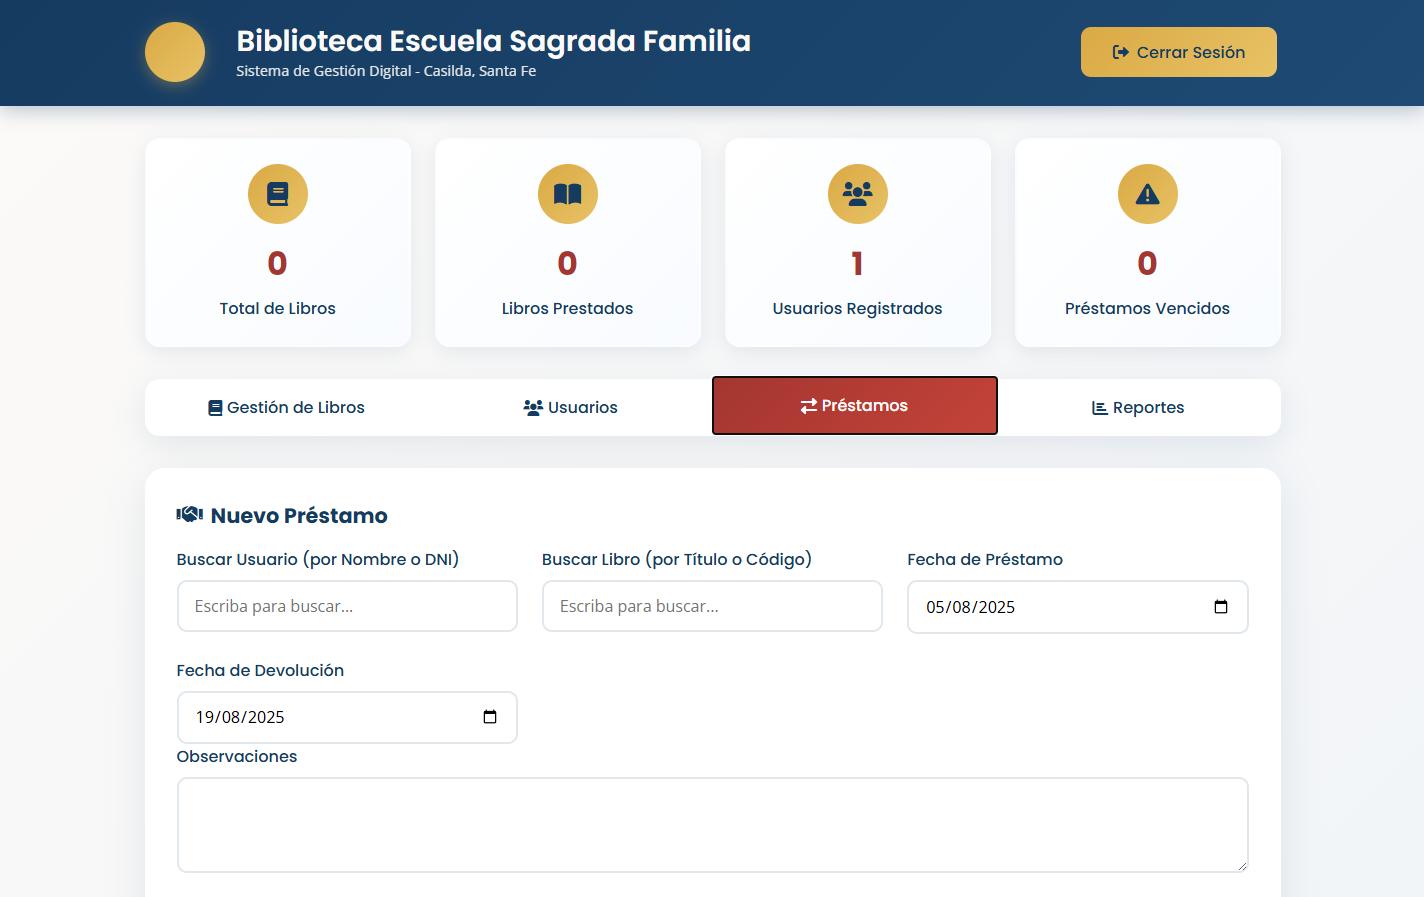 Biblioteca Escuela Sagrada Familia
Sistema de Gestión Digital - Casilda, Santa Fe
Cerrar Sesión
0
Total de Libros
0
Libros Prestados
1
Usuarios Registrados
0
Préstamos Vencidos
Gestión de Libros
Usuarios
Préstamos
Reportes
Nuevo Préstamo
Buscar Usuario (por Nombre o DNI)
Escriba para buscar...
Buscar Libro (por Título o Código)
Escriba para buscar...
Fecha de Préstamo
05/08/2025
Fecha de Devolución
19/08/2025
Observaciones